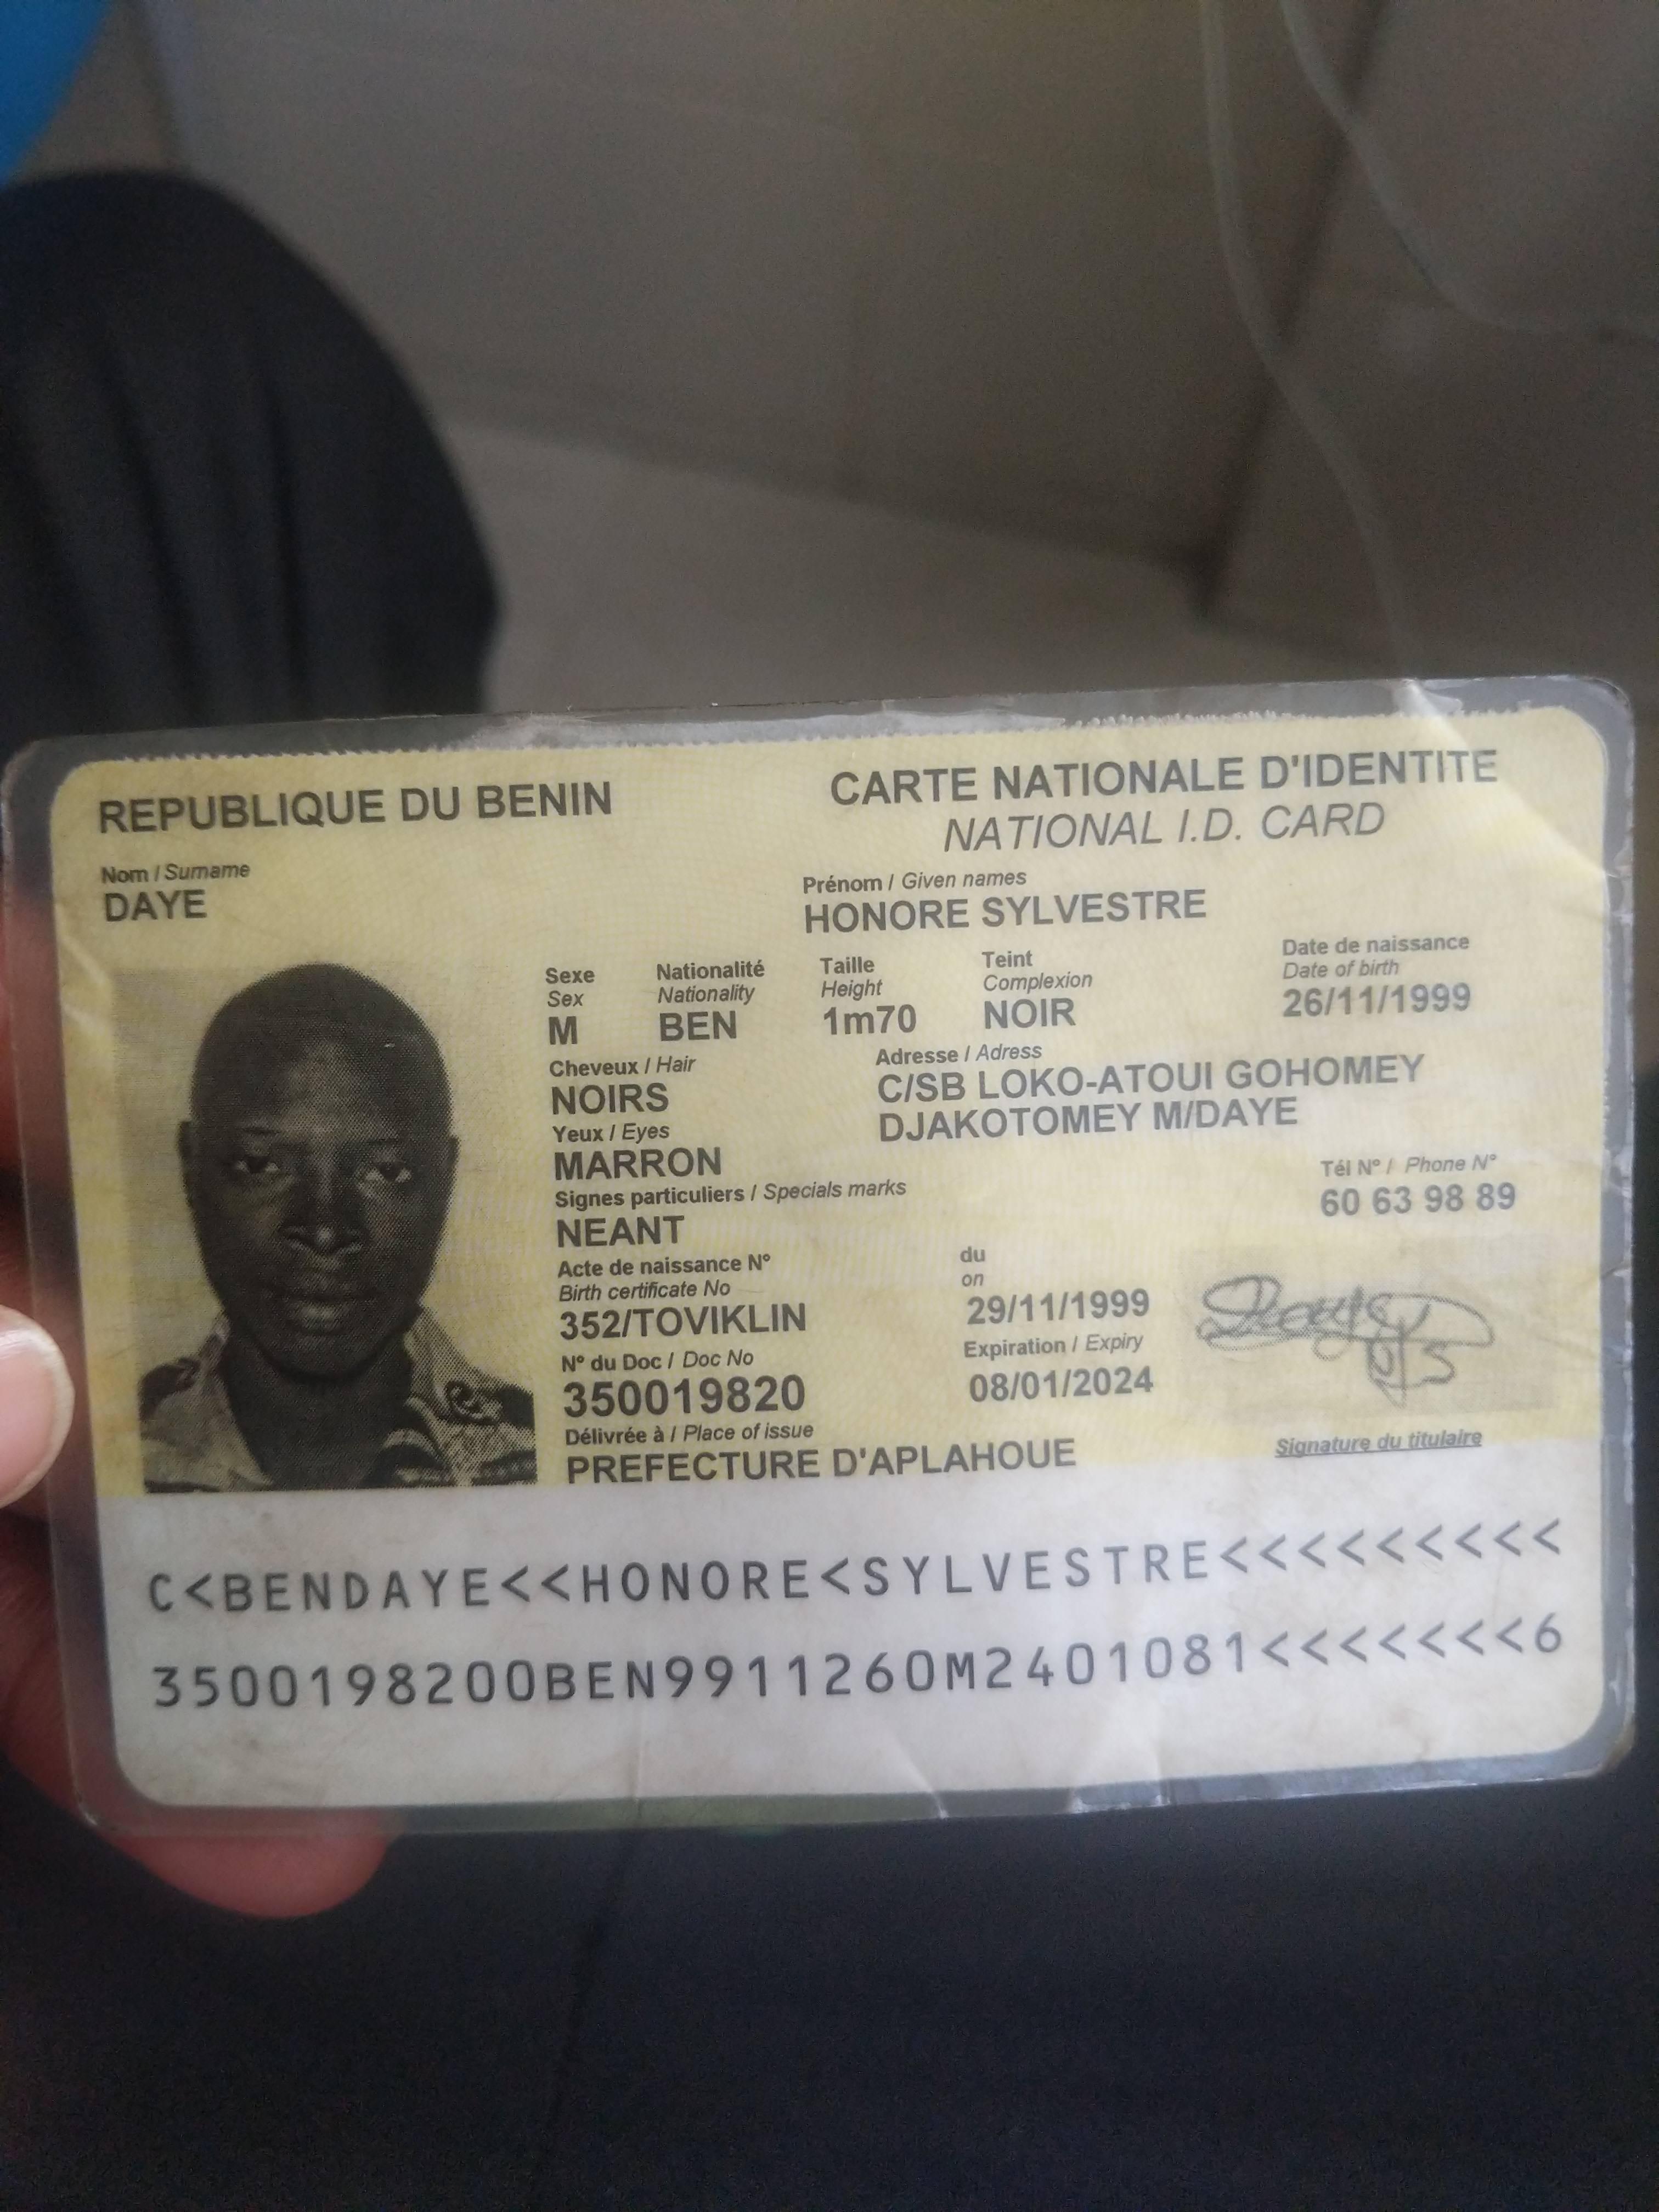 REPUBLIQUE DU BENIN
CARTE NATIONALE D'IDENTITE
NATIONAL I.D. CARD
Nom / Surname
DAYE
Prénom / Given names
HONORE SYLVESTRE
Sexe
Sex
M
Nationalité
Nationality
BEN
Taille
Height
1m70
Teint
Complexion
NOIR
Date de naissance
Date of birth
26/11/1999
Cheveux / Hair
NOIRS
Adresse / Adress
C/SB LOKO-ATOUI GOHOMEY
DJAKOTOMEY M/DAYE
Yeux / Eyes
MARRON
Tél N° / Phone N°
60 63 98 89
Signes particuliers / Specials marks
NEANT
Acte de naissance N°
Birth certificate No
352/TOVIKLIN
du
on
29/11/1999
N° du Doc / Doc No
350019820
Expiration / Expiry
08/01/2024
Délivrée à / Place of issue
PREFECTURE D'APLAHOUE
Signature du titulaire
C<BENDAYE<<HONORE<SYLVESTRE<<<<<<<<<
3500198200BEN9911260M2401081<<<<<<<6